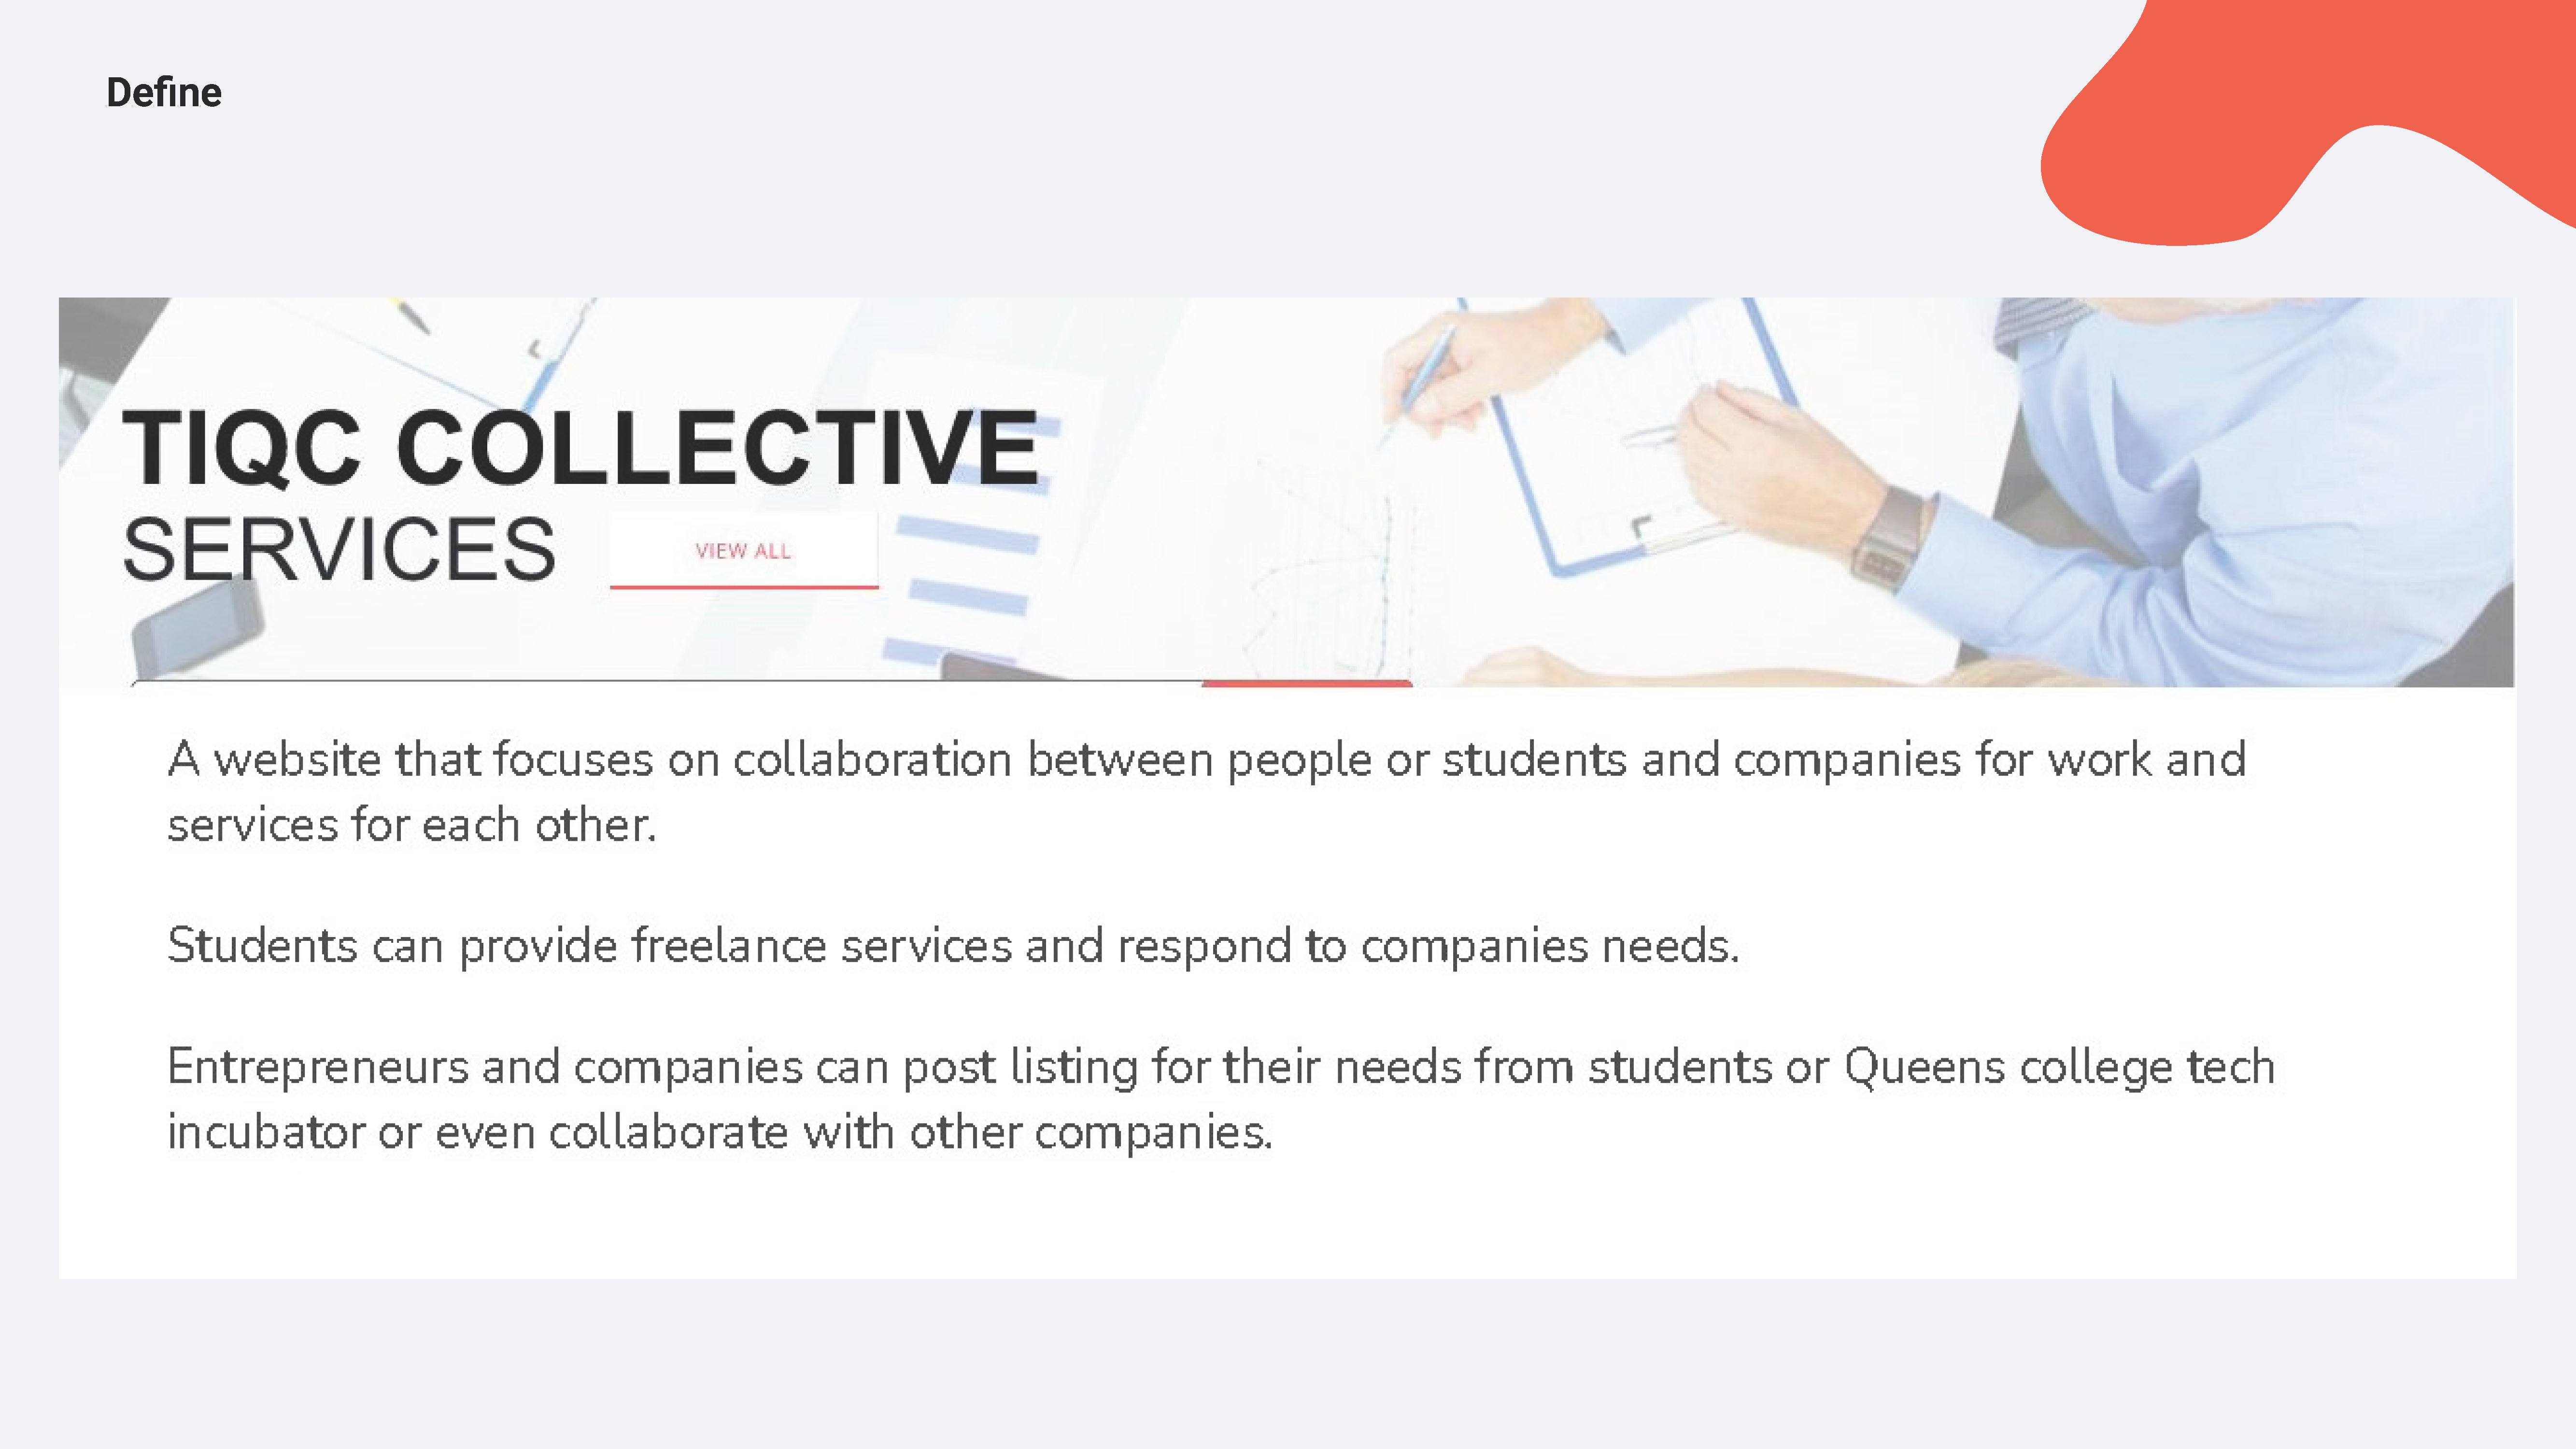 Define
TIQC COLLECTIVE
SERVICES
VIEW ALL
A website that focuses on collaboration between people or students and companies for work and
services for each other.
Students can provide freelance services and respond to companies needs.
Entrepreneurs and companies can post listing for their needs from students or Queens college tech
incubator or even collaborate with other companies.